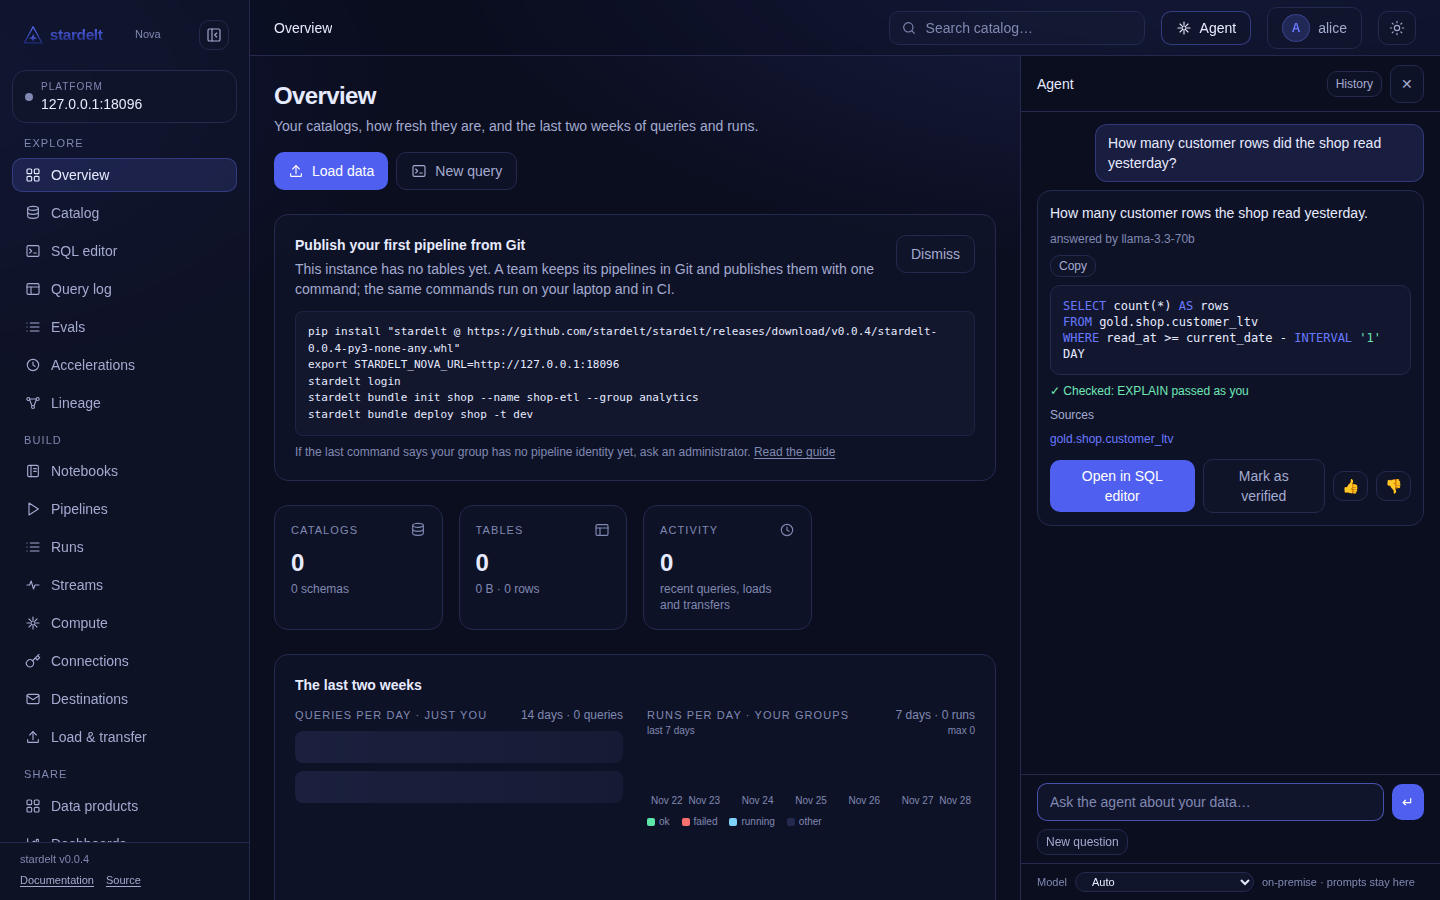 stardelt
Nova
PLATFORM
127.0.0.1:18096
EXPLORE
Overview
Catalog
SQL editor
Query log
Evals
Accelerations
Lineage
BUILD
Notebooks
Pipelines
Runs
Streams
Compute
Connections
Destinations
Load & transfer
SHARE
Data products
stardelt v0.0.4
Documentation Source
Overview
Search catalog…
Agent
A alice
Overview
Your catalogs, how fresh they are, and the last two weeks of queries and runs.
Load data
New query
Publish your first pipeline from Git
Dismiss
This instance has no tables yet. A team keeps its pipelines in Git and publishes them with one
command; the same commands run on your laptop and in CI.
pip install "stardelt @ https://github.com/stardelt/stardelt/releases/download/v0.0.4/stardelt-
0.0.4-py3-none-any.whl"
export STARDELT_NOVA_URL=http://127.0.0.1:18096
stardelt login
stardelt bundle init shop --name shop-etl --group analytics
stardelt bundle deploy shop -t dev
If the last command says your group has no pipeline identity yet, ask an administrator. Read the guide
CATALOGS
0
0 schemas
TABLES
0
0 B · 0 rows
ACTIVITY
0
recent queries, loads
and transfers
The last two weeks
QUERIES PER DAY · JUST YOU
14 days · 0 queries
RUNS PER DAY · YOUR GROUPS
7 days · 0 runs
last 7 days
max 0
Nov 22 Nov 23 Nov 24 Nov 25 Nov 26 Nov 27 Nov 28
ok failed running other
Agent
History
✕
How many customer rows did the shop read
yesterday?
How many customer rows the shop read yesterday.
answered by llama-3.3-70b
Copy
SELECT count(*) AS rows
FROM gold.shop.customer_ltv
WHERE read_at >= current_date - INTERVAL '1'
DAY
✓ Checked: EXPLAIN passed as you
Sources
gold.shop.customer_ltv
Open in SQL
editor
Mark as
verified
Ask the agent about your data…
New question
Model Auto on-premise · prompts stay here